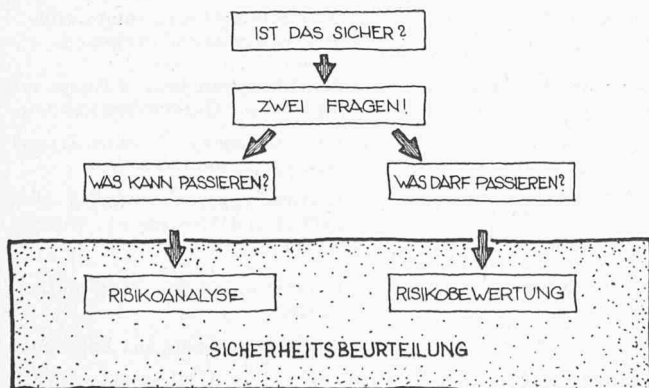 IST DAS SICHER?
ZWEI FRAGEN!
WAS KANN PASSIEREN?
WAS DARF PASSIEREN?
RISIKOANALYSE
RISIKOBEWERTUNG
SICHERHEITSBEURTEILUNG